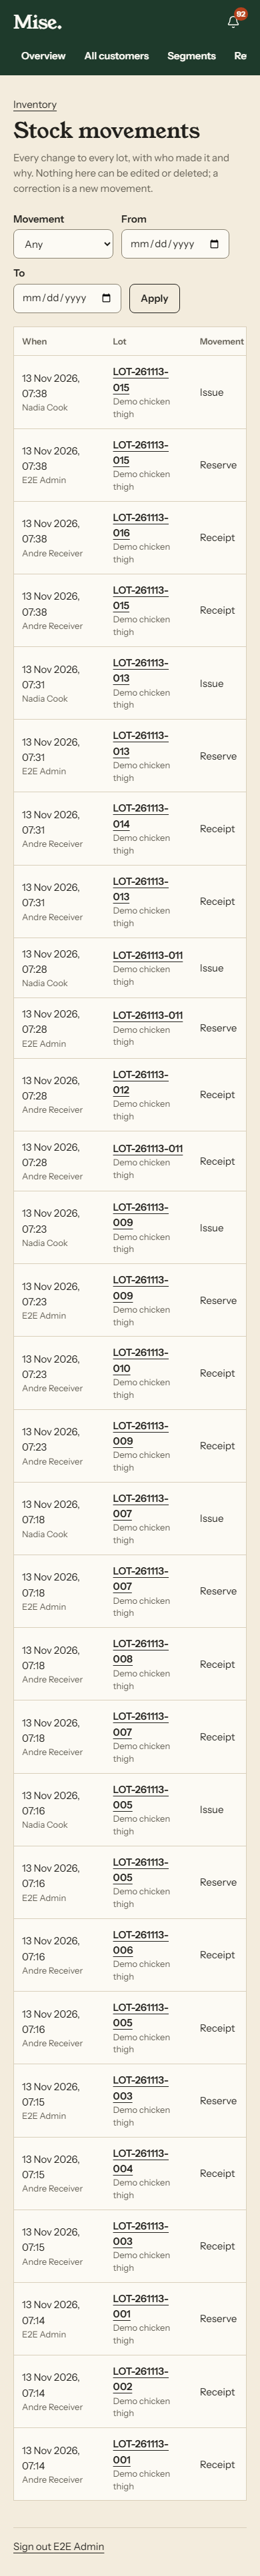 Mise.
92
Overview All customers Segments Re
Inventory
Stock movements
Every change to every lot, with who made it and
why. Nothing here can be edited or deleted; a
correction is a new movement.
Movement From
Any mm/dd/yyyy
To
mm/dd/yyyy Apply
When Lot Movement
13 Nov 2026, 07:38 Nadia Cook LOT-261113-015 Demo chicken thigh Issue
13 Nov 2026, 07:38 E2E Admin LOT-261113-015 Demo chicken thigh Reserve
13 Nov 2026, 07:38 Andre Receiver LOT-261113-016 Demo chicken thigh Receipt
13 Nov 2026, 07:38 Andre Receiver LOT-261113-015 Demo chicken thigh Receipt
13 Nov 2026, 07:31 Nadia Cook LOT-261113-013 Demo chicken thigh Issue
13 Nov 2026, 07:31 E2E Admin LOT-261113-013 Demo chicken thigh Reserve
13 Nov 2026, 07:31 Andre Receiver LOT-261113-014 Demo chicken thigh Receipt
13 Nov 2026, 07:31 Andre Receiver LOT-261113-013 Demo chicken thigh Receipt
13 Nov 2026, 07:28 Nadia Cook LOT-261113-011 Demo chicken thigh Issue
13 Nov 2026, 07:28 E2E Admin LOT-261113-011 Demo chicken thigh Reserve
13 Nov 2026, 07:28 Andre Receiver LOT-261113-012 Demo chicken thigh Receipt
13 Nov 2026, 07:28 Andre Receiver LOT-261113-011 Demo chicken thigh Receipt
13 Nov 2026, 07:23 Nadia Cook LOT-261113-009 Demo chicken thigh Issue
13 Nov 2026, 07:23 E2E Admin LOT-261113-009 Demo chicken thigh Reserve
13 Nov 2026, 07:23 Andre Receiver LOT-261113-010 Demo chicken thigh Receipt
13 Nov 2026, 07:23 Andre Receiver LOT-261113-009 Demo chicken thigh Receipt
13 Nov 2026, 07:18 Nadia Cook LOT-261113-007 Demo chicken thigh Issue
13 Nov 2026, 07:18 E2E Admin LOT-261113-007 Demo chicken thigh Reserve
13 Nov 2026, 07:18 Andre Receiver LOT-261113-008 Demo chicken thigh Receipt
13 Nov 2026, 07:18 Andre Receiver LOT-261113-007 Demo chicken thigh Receipt
13 Nov 2026, 07:16 Nadia Cook LOT-261113-005 Demo chicken thigh Issue
13 Nov 2026, 07:16 E2E Admin LOT-261113-005 Demo chicken thigh Reserve
13 Nov 2026, 07:16 Andre Receiver LOT-261113-006 Demo chicken thigh Receipt
13 Nov 2026, 07:16 Andre Receiver LOT-261113-005 Demo chicken thigh Receipt
13 Nov 2026, 07:15 E2E Admin LOT-261113-003 Demo chicken thigh Reserve
13 Nov 2026, 07:15 Andre Receiver LOT-261113-004 Demo chicken thigh Receipt
13 Nov 2026, 07:15 Andre Receiver LOT-261113-003 Demo chicken thigh Receipt
13 Nov 2026, 07:14 E2E Admin LOT-261113-001 Demo chicken thigh Reserve
13 Nov 2026, 07:14 Andre Receiver LOT-261113-002 Demo chicken thigh Receipt
13 Nov 2026, 07:14 Andre Receiver LOT-261113-001 Demo chicken thigh Receipt
Sign out E2E Admin